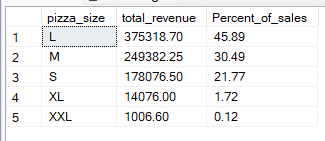 pizza_size total_revenue Percent_of_sales
1 L 375318.70 45.89
2 M 249382.25 30.49
3 S 178076.50 21.77
4 XL 14076.00 1.72
5 XXL 1006.60 0.12